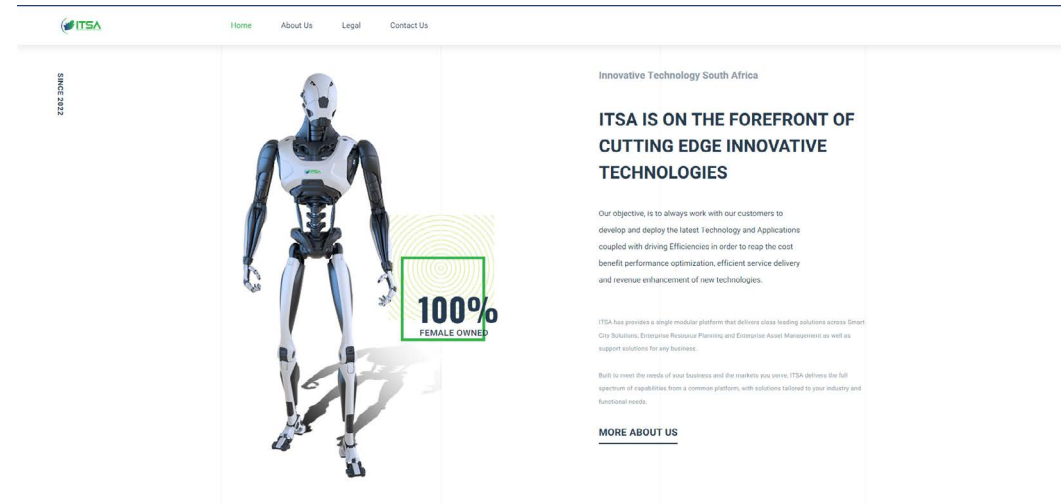 ITSA
Home
About Us
Legal
Contact Us
SINCE 2022
ITSA
100%
FEMALE OWNED
Innovative Technology South Africa
ITSA IS ON THE FOREFRONT OF
CUTTING EDGE INNOVATIVE
TECHNOLOGIES
Our objective, is to always work with our customers to
develop and deploy the latest Technology and Applications
coupled with driving Efficiencies in order to reap the cost
benefit performance optimization, efficient service delivery
and revenue enhancement of new technologies.
ITSA has provides a single modular platform that delivers class leading solutions across Smart
City Solutions, Enterprise Resource Planning and Enterprise Asset Management as well as
support solutions for any business.
Built to meet the needs of your business and the markets you serve, ITSA delivers the full
spectrum of capabilities from a common platform, with solutions tailored to your industry and
functional needs.
MORE ABOUT US